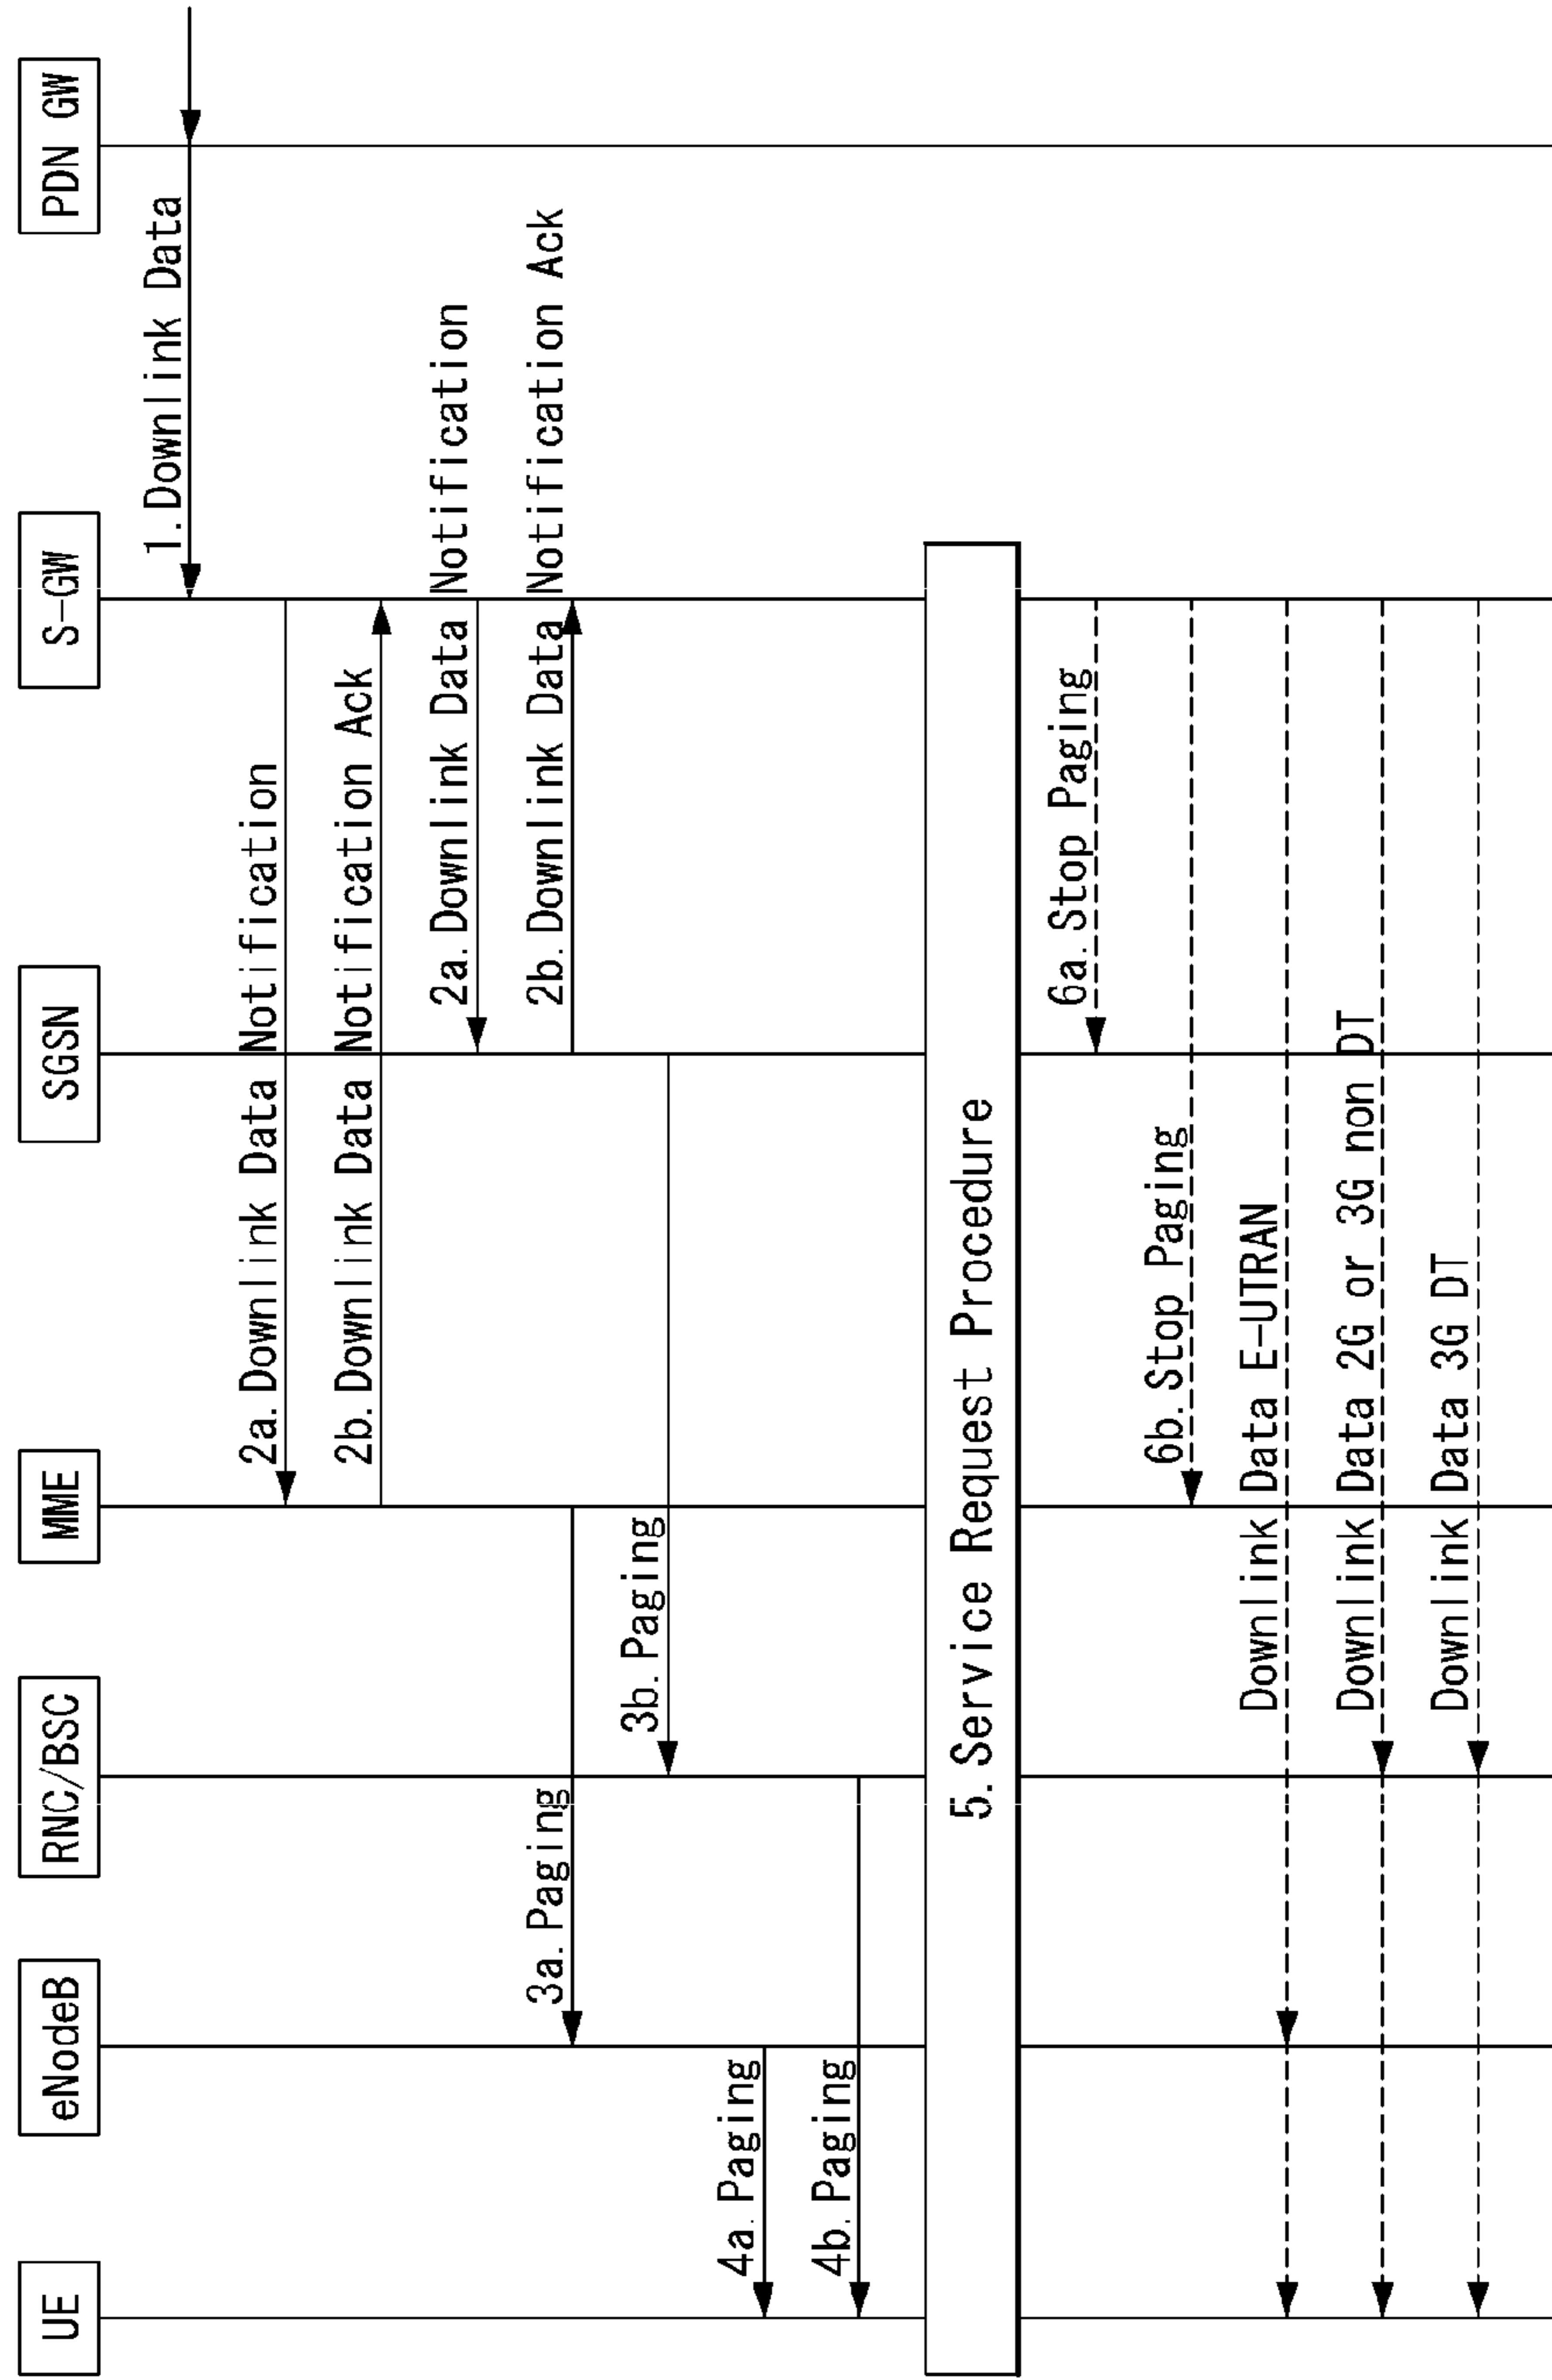 UE
eNodeB
RNC/BSC
MME
SGSN
S-GW
PDN GW
1.Downlink Data
2a.Downlink Data Notification
2b.Downlink Data Notification Ack
2a.Downlink Data Notification
2b.Downlink Data Notification Ack
3a.Paging
3b.Paging
4a.Paging
4b.Paging
5.Service Request Procedure
6a.Stop Paging
6b.Stop Paging
Downlink Data E-UTRAN
Downlink Data 2G or 3G non DT
Downlink Data 3G DT